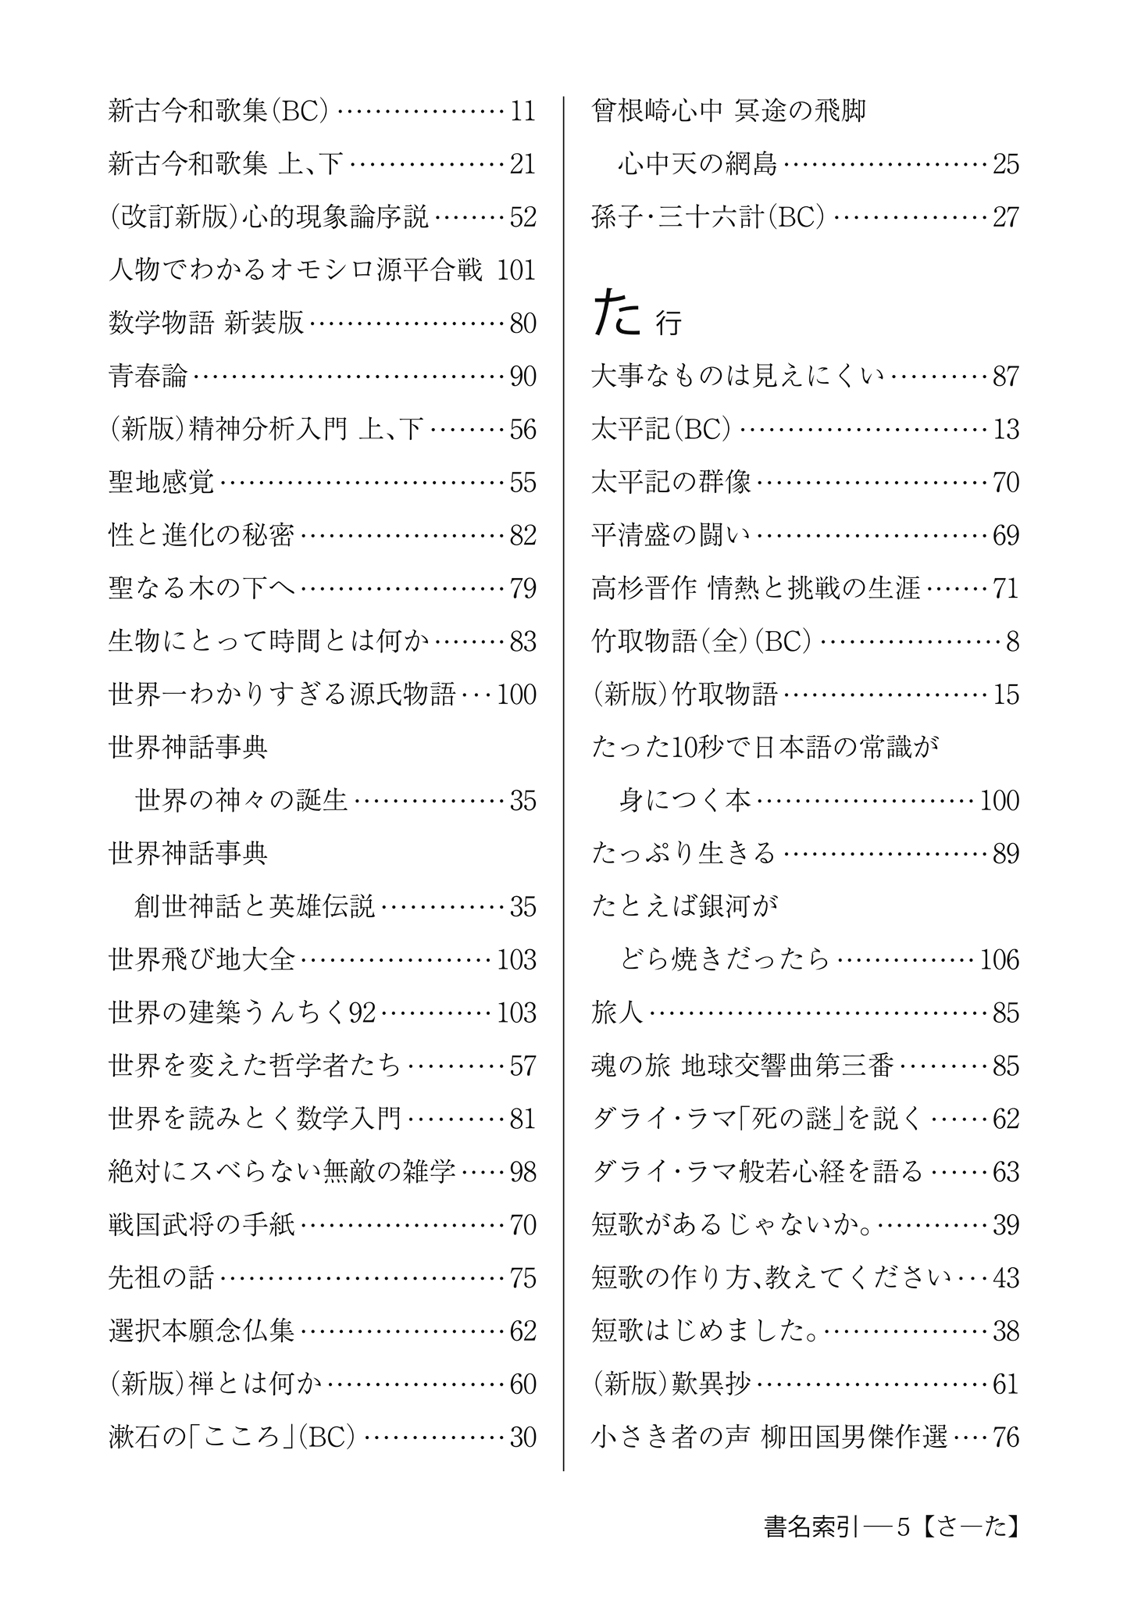 新古今和歌集(BC)………………11
新古今和歌集 上、下……………21
(改訂新版)心的現象論序説………52
人物でわかるオモシロ源平合戦 101
数学物語 新装版…………………80
青春論……………………………90
(新版)精神分析入門 上、下………56
聖地感覚…………………………55
性と進化の秘密…………………82
聖なる木の下へ…………………79
生物にとって時間とは何か………83
世界一わかりすぎる源氏物語…100
世界神話事典
世界の神々の誕生……………35
世界神話事典
創世神話と英雄伝説…………35
世界飛び地大全…………………103
世界の建築うんちく92…………103
世界を変えた哲学者たち…………57
世界を読みとく数学入門…………81
絶対にスベらない無敵の雑学……98
戦国武将の手紙…………………70
先祖の話…………………………75
選択本願念仏集…………………62
(新版)禅とは何か………………60
漱石の「こころ」(BC)……………30
曾根崎心中 冥途の飛脚
心中天の網島…………………25
孫子・三十六計(BC)……………27
た 行
大事なものは見えにくい…………87
太平記(BC)………………………13
太平記の群像……………………70
平清盛の闘い……………………69
高杉晋作 情熱と挑戦の生涯……71
竹取物語(全)(BC)………………8
(新版)竹取物語…………………15
たった10秒で日本語の常識が
身につく本……………………100
たっぷり生きる…………………89
たとえば銀河が
どら焼きだったら……………106
旅人………………………………85
魂の旅 地球交響曲第三番………85
ダライ・ラマ「死の謎」を説く……62
ダライ・ラマ般若心経を語る……63
短歌があるじゃないか。…………39
短歌の作り方、教えてください…43
短歌はじめました。………………38
(新版)歎異抄……………………61
小さき者の声 柳田国男傑作選…76
書名索引―5【さ―た】